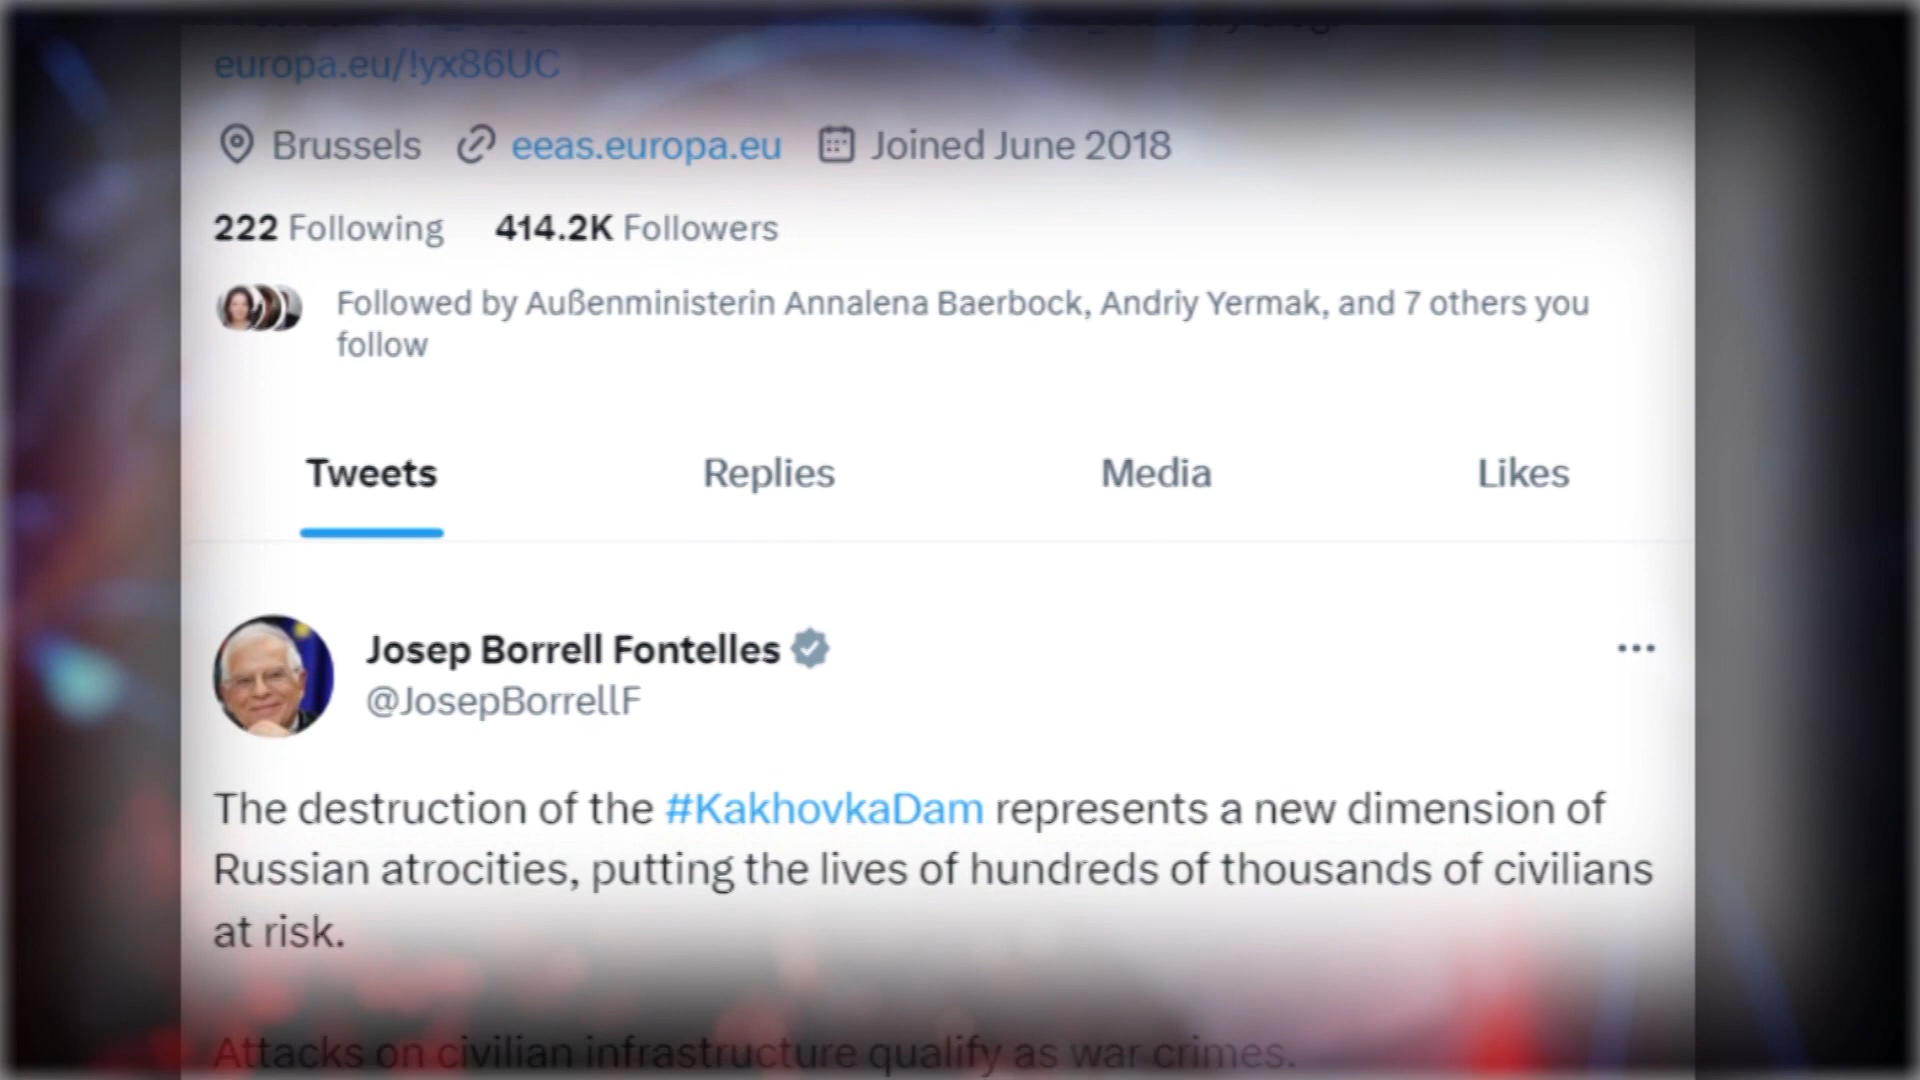 europa.eu/!yx86UC
Brussels eeas.europa.eu Joined June 2018
222 Following 414.2K Followers
Followed by Außenministerin Annalena Baerbock, Andriy Yermak, and 7 others you
follow
Tweets Replies Media Likes
Josep Borrell Fontelles
@JosepBorrellF
The destruction of the #KakhovkaDam represents a new dimension of
Russian atrocities, putting the lives of hundreds of thousands of civilians
at risk.
Attacks on civilian infrastructure qualify as war crimes.